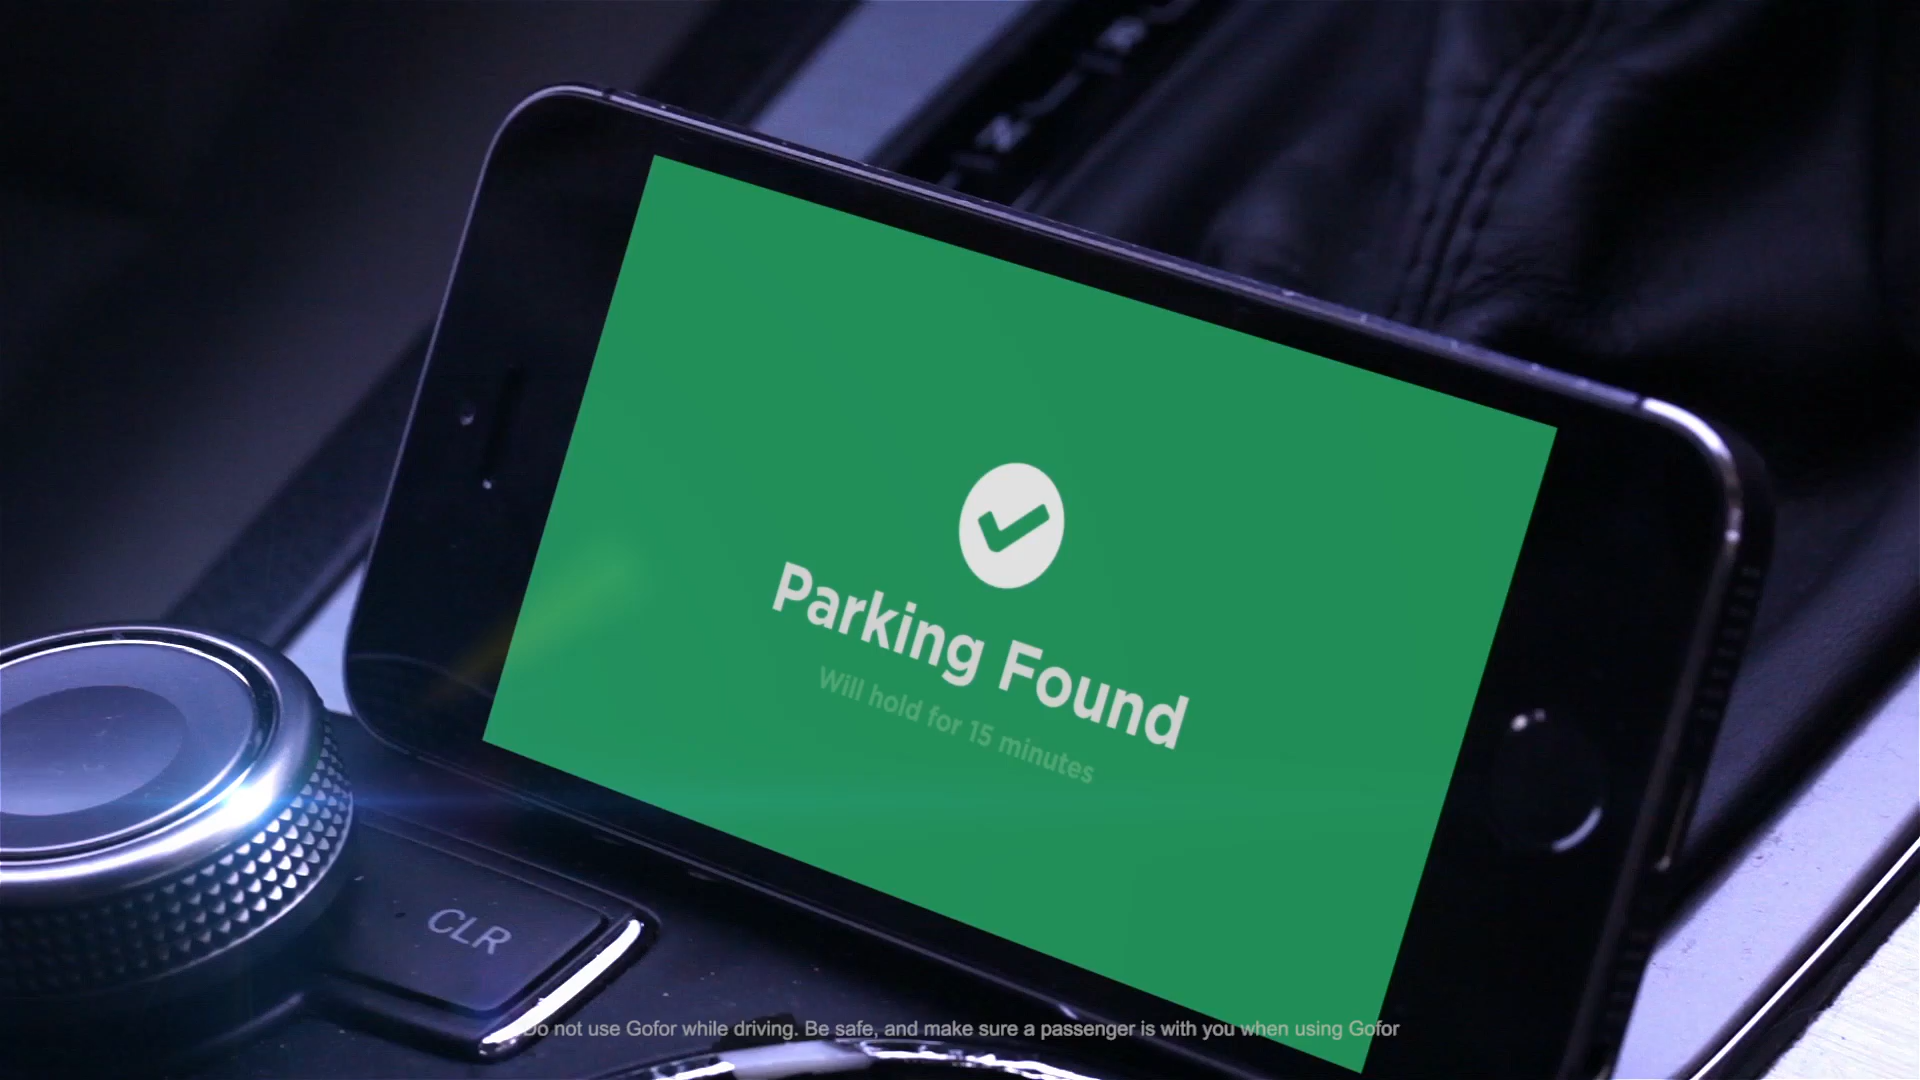 Parking Found
Will hold for 15 minutes
CLR
Do not use Gofor while driving. Be safe, and make sure a passenger is with you when using Gofor